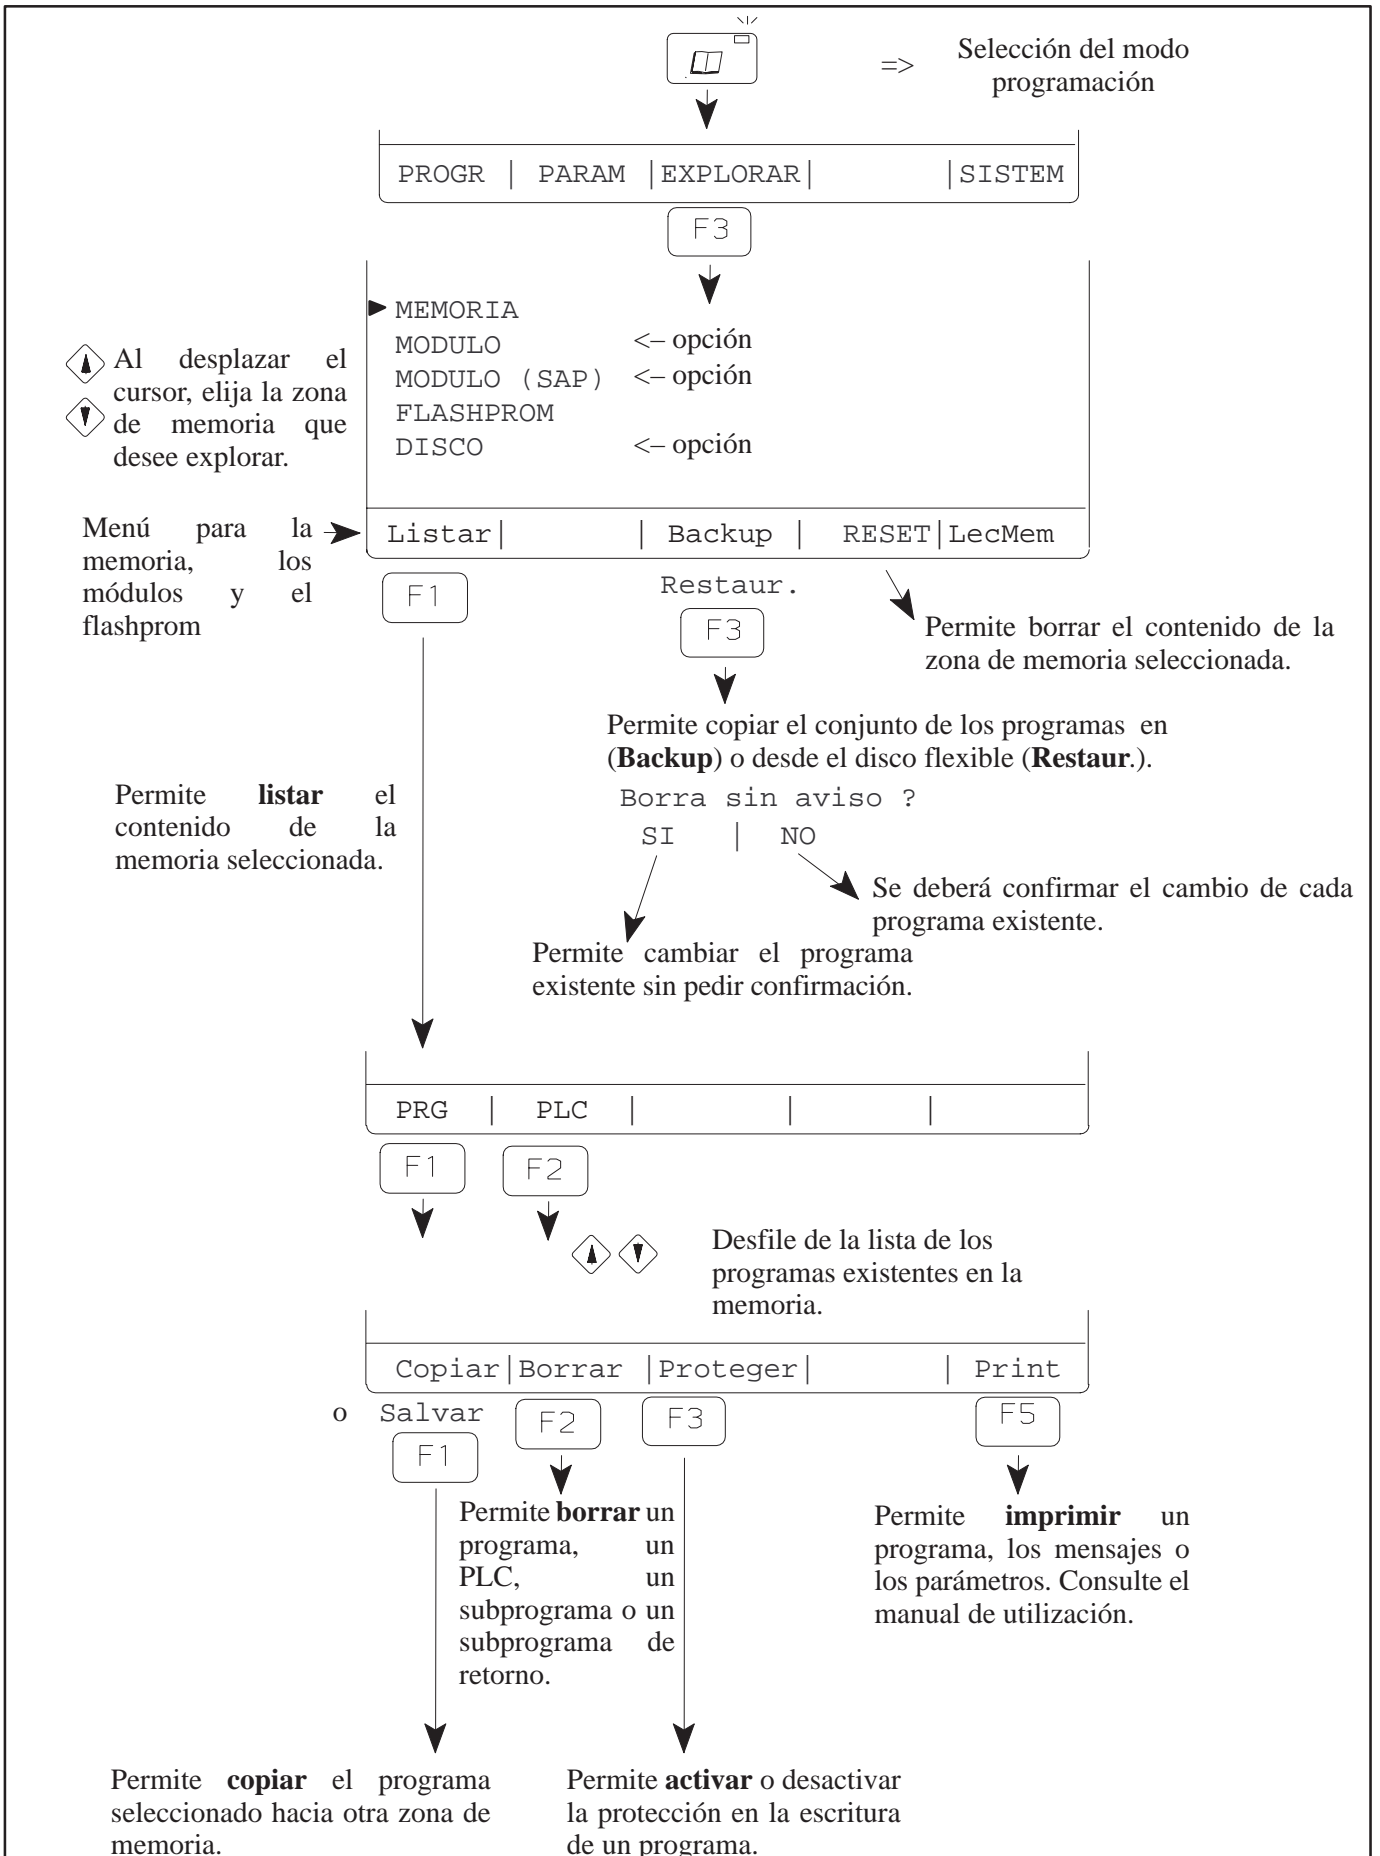 => Selección del modo
programación
PROGR | PARAM |EXPLORAR| |SISTEM
F3
MEMORIA
MODULO <– opción
MODULO (SAP) <– opción
FLASHPROM
DISCO <– opción
Al desplazar el
cursor, elija la zona
de memoria que
desee explorar.
Menú para la
memoria, los
módulos y el
flashprom
Listar| | Backup | RESET|LecMem
F1
Restaur.
F3
Permite borrar el contenido de la
zona de memoria seleccionada.
Permite copiar el conjunto de los programas en
(Backup) o desde el disco flexible (Restaur.).
Permite listar el
contenido de la
memoria seleccionada.
Borra sin aviso ?
SI | NO
Se deberá confirmar el cambio de cada
programa existente.
Permite cambiar el programa
existente sin pedir confirmación.
PRG | PLC | | |
F1 F2
Desfile de la lista de los
programas existentes en la
memoria.
Copiar|Borrar |Proteger| | Print
o Salvar
F1 F2 F3 F5
Permite borrar un
programa, un
PLC, un
subprograma o un
subprograma de
retorno.
Permite imprimir un
programa, los mensajes o
los parámetros. Consulte el
manual de utilización.
Permite copiar el programa
seleccionado hacia otra zona de
memoria.
Permite activar o desactivar
la protección en la escritura
de un programa.